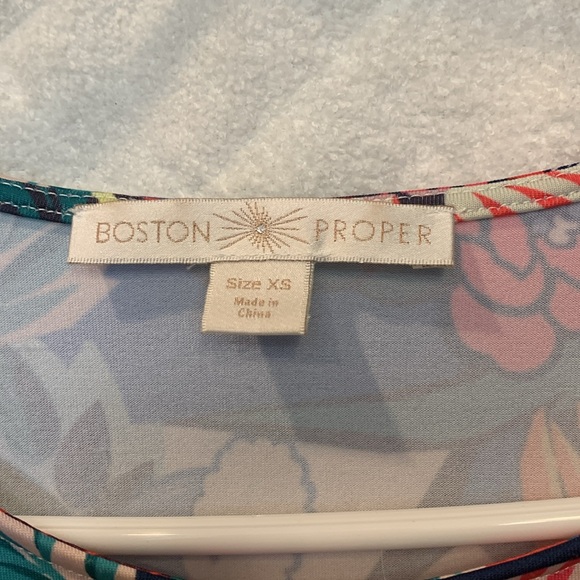 BOSTON PROPER
Size XS
Made in
China